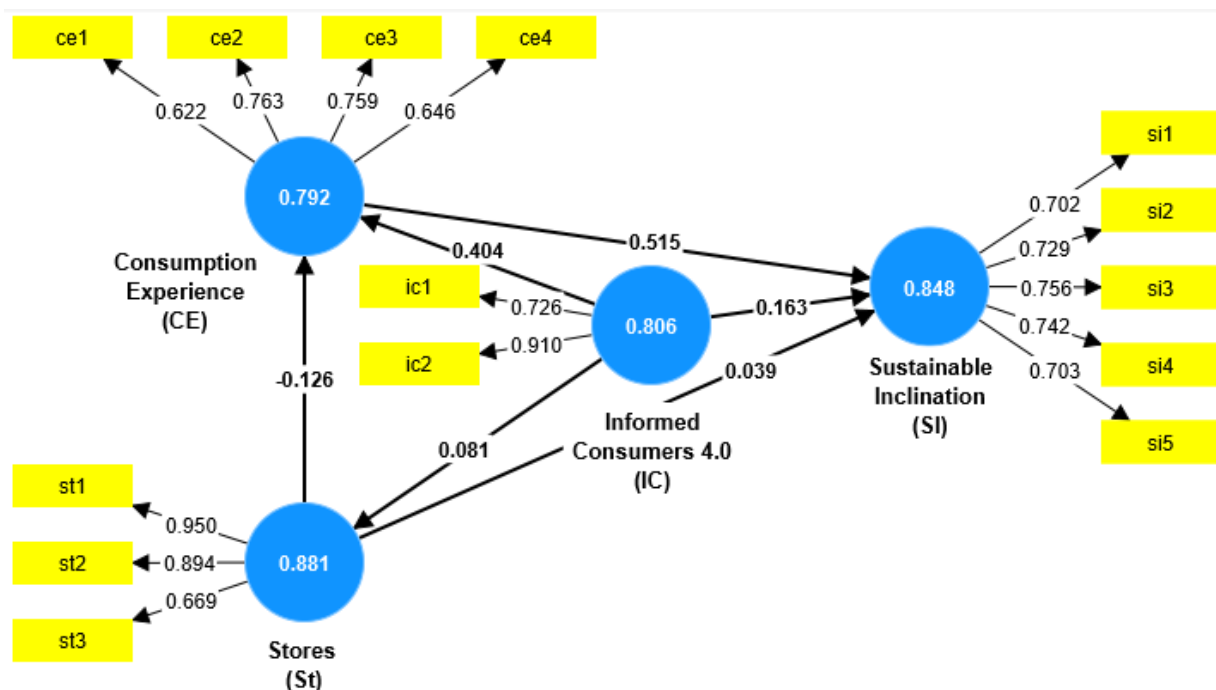 ce1
ce2
ce3
ce4
0.622
0.763
0.759
0.646
0.792
Consumption
Experience
(CE)
0.404
0.515
ic1
ic2
0.726
0.910
0.806
Informed
Consumers 4.0
(IC)
0.163
0.039
0.081
-0.126
si1
si2
si3
si4
si5
0.702
0.729
0.756
0.742
0.703
0.848
Sustainable
Inclination
(SI)
st1
st2
st3
0.950
0.894
0.669
0.881
Stores
(St)